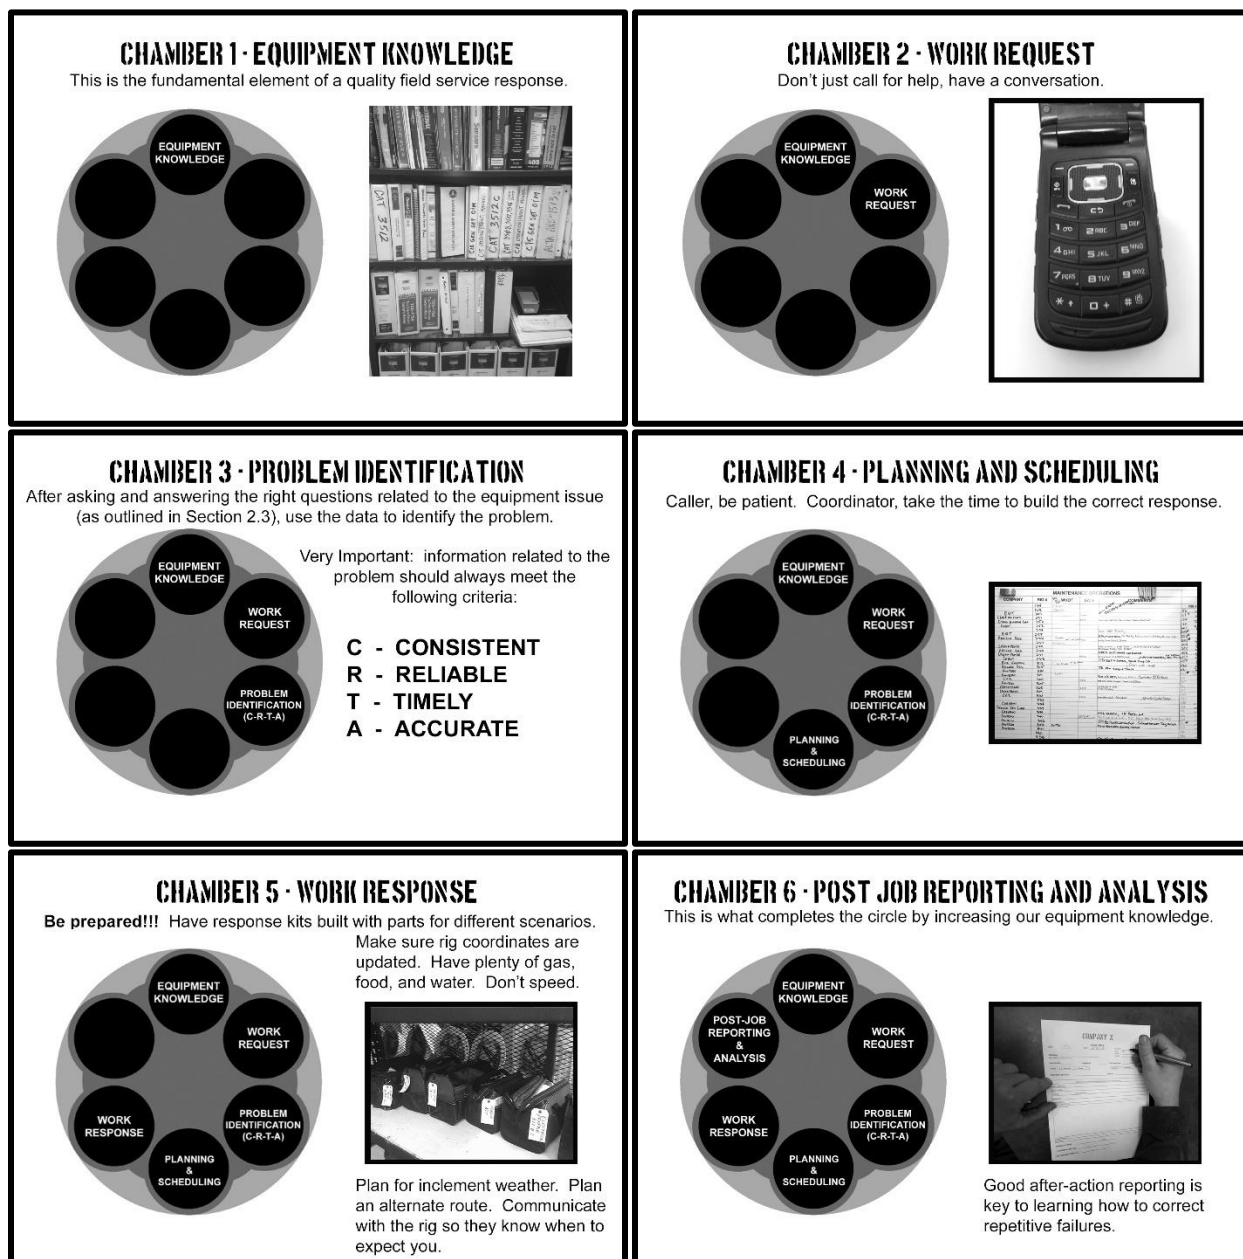 CHAMBER 1 - EQUIPMENT KNOWLEDGE
This is the fundamental element of a quality field service response.
EQUIPMENT
KNOWLEDGE
CAT 3512
CAT 3512C
CHAMBER 2 - WORK REQUEST
Don't just call for help, have a conversation.
EQUIPMENT
KNOWLEDGE
WORK
REQUEST
CHAMBER 3 - PROBLEM IDENTIFICATION
After asking and answering the right questions related to the equipment issue
(as outlined in Section 2.3), use the data to identify the problem.
EQUIPMENT
KNOWLEDGE
WORK
REQUEST
PROBLEM
IDENTIFICATION
(C-R-T-A)
Very Important: information related to the
problem should always meet the
following criteria:
C - CONSISTENT
R - RELIABLE
T - TIMELY
A - ACCURATE
CHAMBER 4 - PLANNING AND SCHEDULING
Caller, be patient. Coordinator, take the time to build the correct response.
EQUIPMENT
KNOWLEDGE
WORK
REQUEST
PROBLEM
IDENTIFICATION
(C-R-T-A)
PLANNING
&
SCHEDULING
MAINTENANCE OPERATIONS
COMPANY
CHAMBER 5 - WORK RESPONSE
Be prepared!!! Have response kits built with parts for different scenarios.
Make sure rig coordinates are
updated. Have plenty of gas,
food, and water. Don't speed.
EQUIPMENT
KNOWLEDGE
WORK
REQUEST
PROBLEM
IDENTIFICATION
(C-R-T-A)
PLANNING
&
SCHEDULING
WORK
RESPONSE
Plan for inclement weather. Plan
an alternate route. Communicate
with the rig so they know when to
expect you.
CHAMBER 6 - POST JOB REPORTING AND ANALYSIS
This is what completes the circle by increasing our equipment knowledge.
EQUIPMENT
KNOWLEDGE
POST-JOB
REPORTING
&
ANALYSIS
WORK
REQUEST
WORK
RESPONSE
PROBLEM
IDENTIFICATION
(C-R-T-A)
PLANNING
&
SCHEDULING
COMPANY X
Good after-action reporting is
key to learning how to correct
repetitive failures.